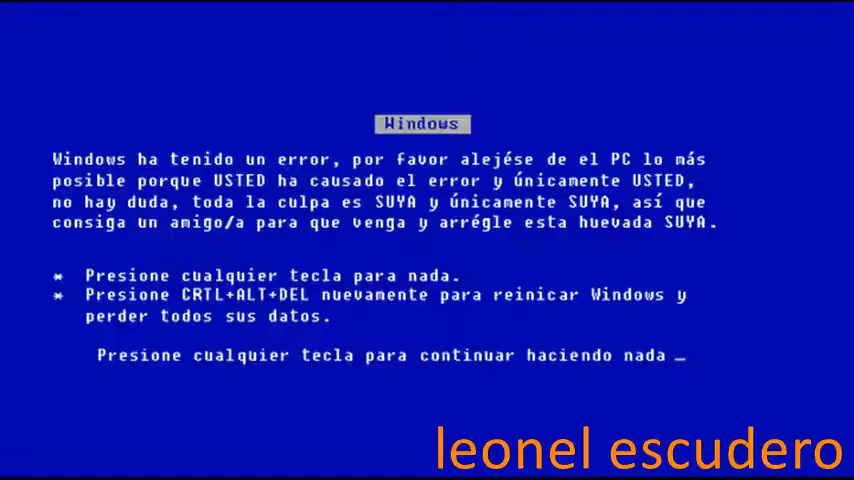 Windows
Windows ha tenido un error, por favor alejése de el PC lo más
posible porque USTED ha causado el error y únicamente USTED,
no hay duda, toda la culpa es SUYA y únicamente SUYA, así que
consiga un amigo/a para que venga y arrégle esta huevada SUYA.
* Presione cualquier tecla para nada.
* Presione CRTL+ALT+DEL nuevamente para reinicar Windows y
perder todos sus datos.
Presione cualquier tecla para continuar haciendo nada _
leonel escudero